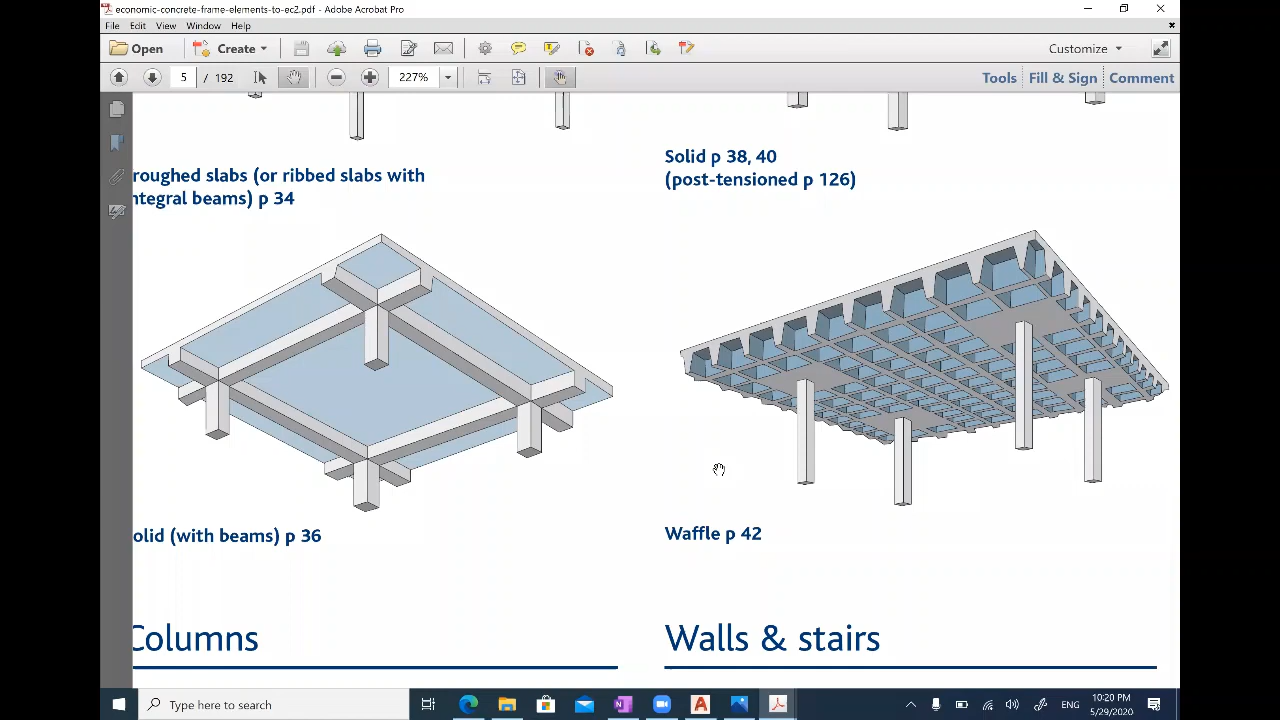 economic-concrete-frame-elements-to-ec2.pdf - Adobe Acrobat Pro
File Edit View Window Help
Open Create Customize
5 / 192 227% Tools Fill & Sign Comment
roughed slabs (or ribbed slabs with
ntegral beams) p 34
Solid p 38, 40
(post-tensioned p 126)
olid (with beams) p 36
Waffle p 42
Columns
Walls & stairs
Type here to search
ENG
10:20 PM
5/29/2020